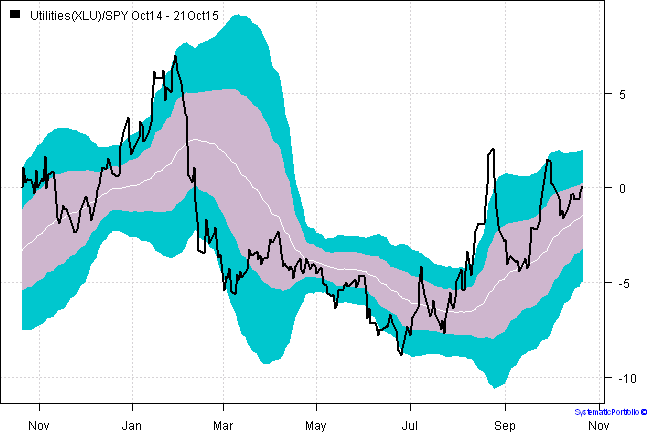 Utilities(XLU)/SPY Oct14 - 21Oct15
5
0
-5
-10
Nov Jan Mar May Jul Sep Nov
SystematicPortfolio ©